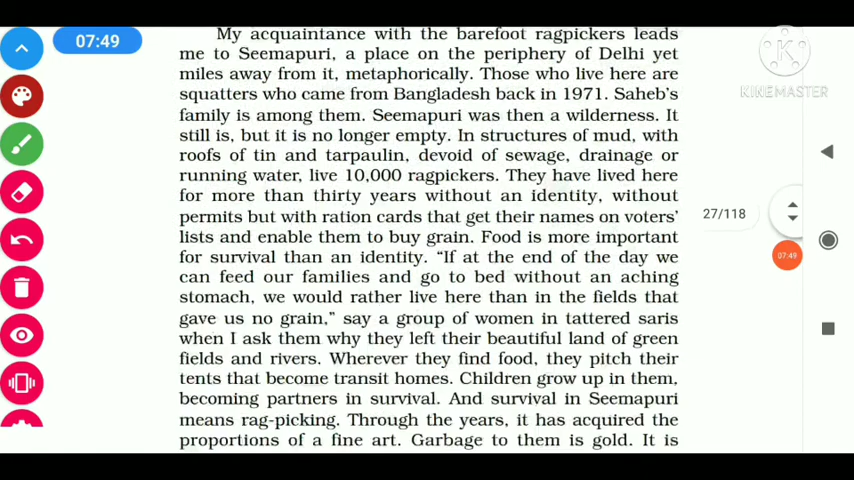 My acquaintance with the barefoot ragpickers leads
me to Seemapuri, a place on the periphery of Delhi yet
miles away from it, metaphorically. Those who live here are
squatters who came from Bangladesh back in 1971. Saheb's
family is among them. Seemapuri was then a wilderness. It
still is, but it is no longer empty. In structures of mud, with
roofs of tin and tarpaulin, devoid of sewage, drainage or
running water, live 10,000 ragpickers. They have lived here
for more than thirty years without an identity, without
permits but with ration cards that get their names on voters'
lists and enable them to buy grain. Food is more important
for survival than an identity. “If at the end of the day we
can feed our families and go to bed without an aching
stomach, we would rather live here than in the fields that
gave us no grain,” say a group of women in tattered saris
when I ask them why they left their beautiful land of green
fields and rivers. Wherever they find food, they pitch their
tents that become transit homes. Children grow up in them,
becoming partners in survival. And survival in Seemapuri
means rag-picking. Through the years, it has acquired the
proportions of a fine art. Garbage to them is gold. It is
07:49
K
KINEMASTER
27/118
07:49